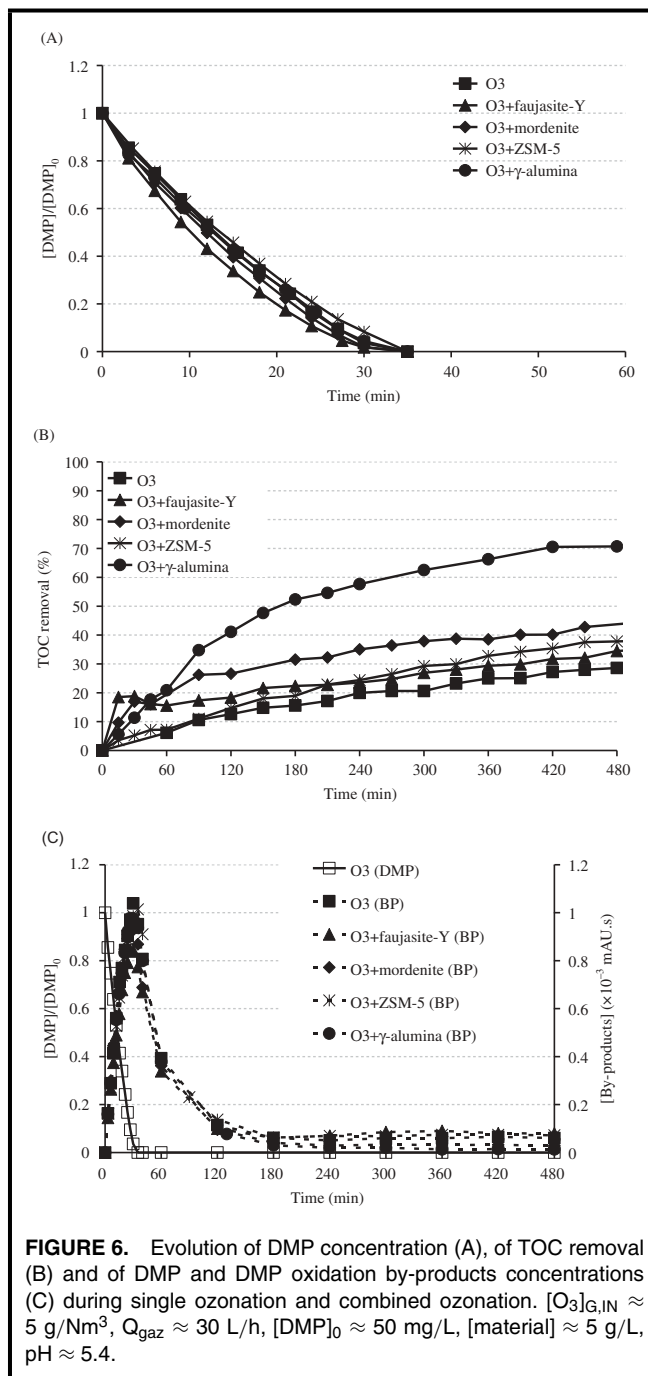 (A)
1.2
1
0.8
0.6
0.4
0.2
0
[DMP]/[DMP]0
0 10 20 30 40 50 60
Time (min)
O3
O3+faujasite-Y
O3+mordenite
O3+ZSM-5
O3+γ-alumina
(B)
100
90
80
70
60
50
40
30
20
10
0
TOC removal (%)
0 60 120 180 240 300 360 420 480
Time (min)
O3
O3+faujasite-Y
O3+mordenite
O3+ZSM-5
O3+γ-alumina
(C)
1.2
1
0.8
0.6
0.4
0.2
0
[DMP]/[DMP]0
0 60 120 180 240 300 360 420 480
Time (min)
O3 (DMP)
O3 (BP)
O3+faujasite-Y (BP)
O3+mordenite (BP)
O3+ZSM-5 (BP)
O3+γ-alumina (BP)
1.2
1
0.8
0.6
0.4
0.2
0
[By-products] (×10⁻³ mAU.s)
FIGURE 6. Evolution of DMP concentration (A), of TOC removal
(B) and of DMP and DMP oxidation by-products concentrations
(C) during single ozonation and combined ozonation. [O₃]G,IN ≈
5 g/Nm³, Qgaz ≈ 30 L/h, [DMP]₀ ≈ 50 mg/L, [material] ≈ 5 g/L,
pH ≈ 5.4.